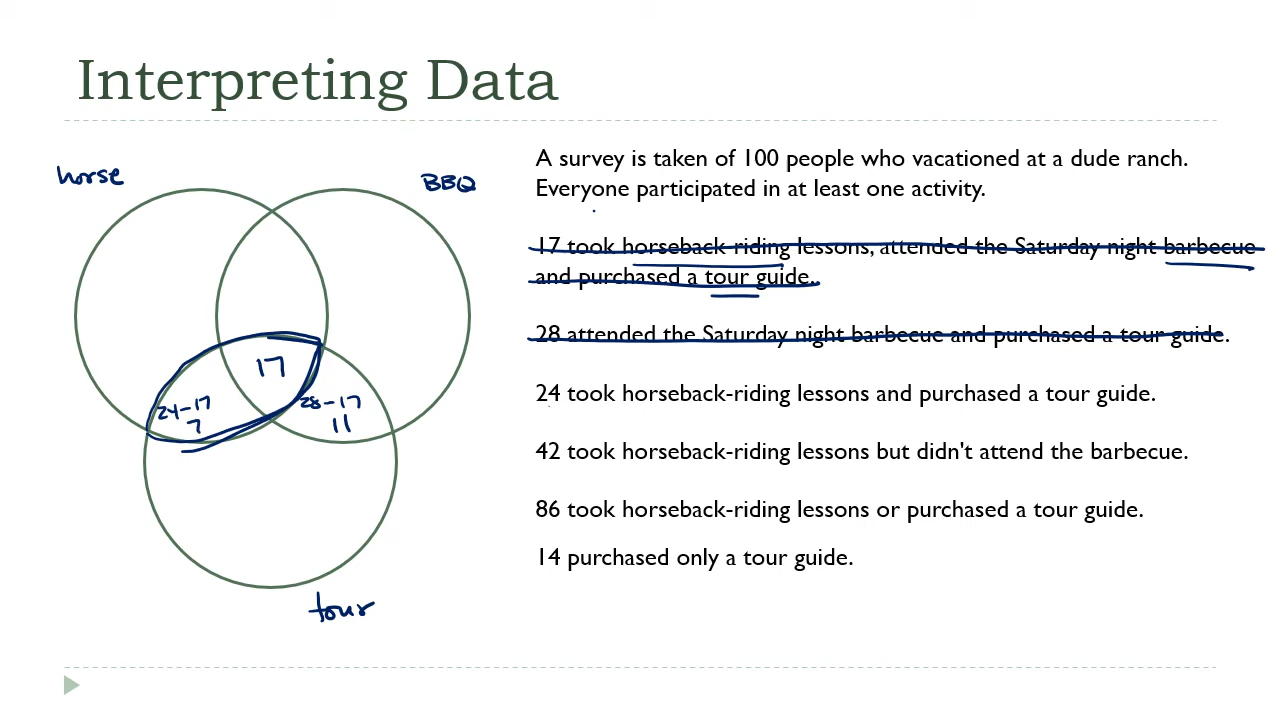 Interpreting Data
horse
BBQ
A survey is taken of 100 people who vacationed at a dude ranch.
Everyone participated in at least one activity.
17 took horseback-riding lessons, attended the Saturday night barbecue
and purchased a tour guide..
28 attended the Saturday night barbecue and purchased a tour guide.
17
24-17
7
28-17
11
24 took horseback-riding lessons and purchased a tour guide.
42 took horseback-riding lessons but didn't attend the barbecue.
86 took horseback-riding lessons or purchased a tour guide.
14 purchased only a tour guide.
tour